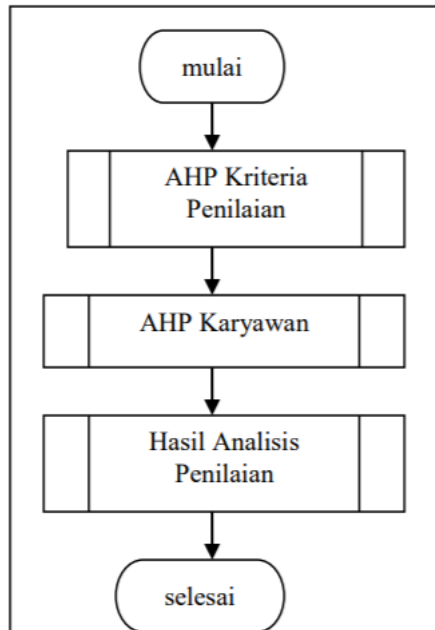 mulai
AHP Kriteria
Penilaian
AHP Karyawan
Hasil Analisis
Penilaian
selesai